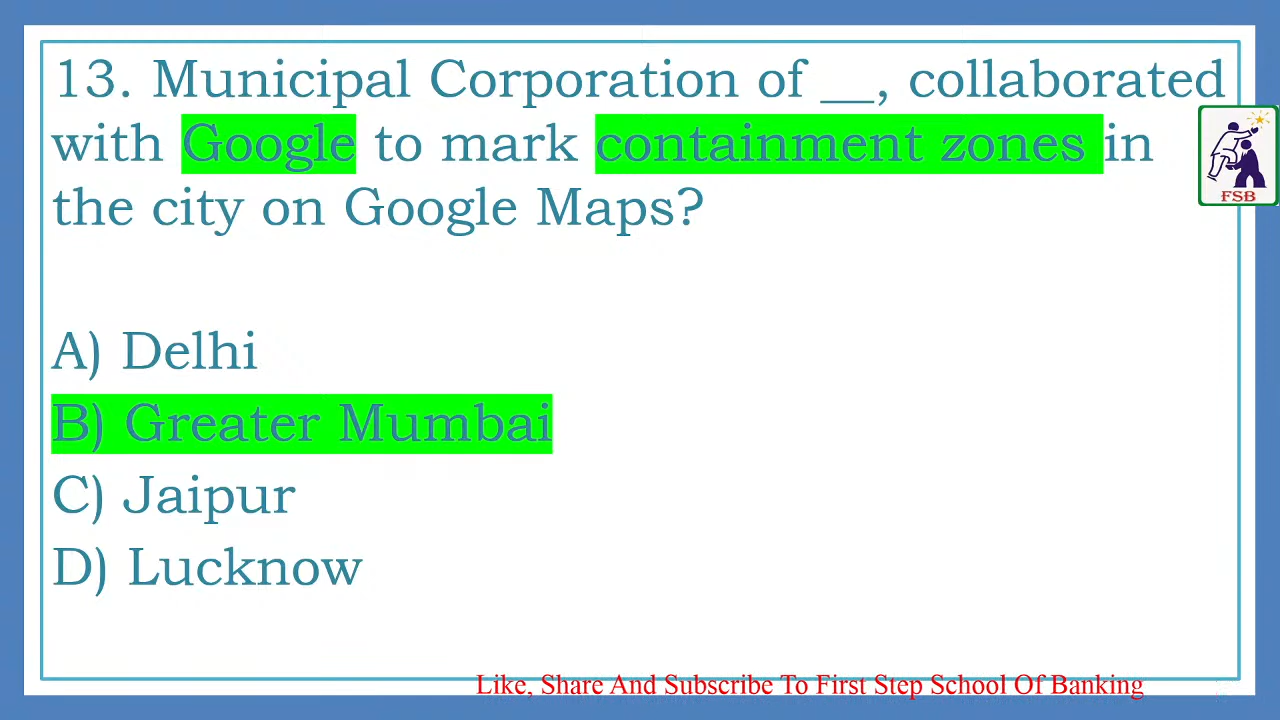 13. Municipal Corporation of __, collaborated
with Google to mark containment zones in
the city on Google Maps?
FSB
A) Delhi
B) Greater Mumbai
C) Jaipur
D) Lucknow
Like, Share And Subscribe To First Step School Of Banking